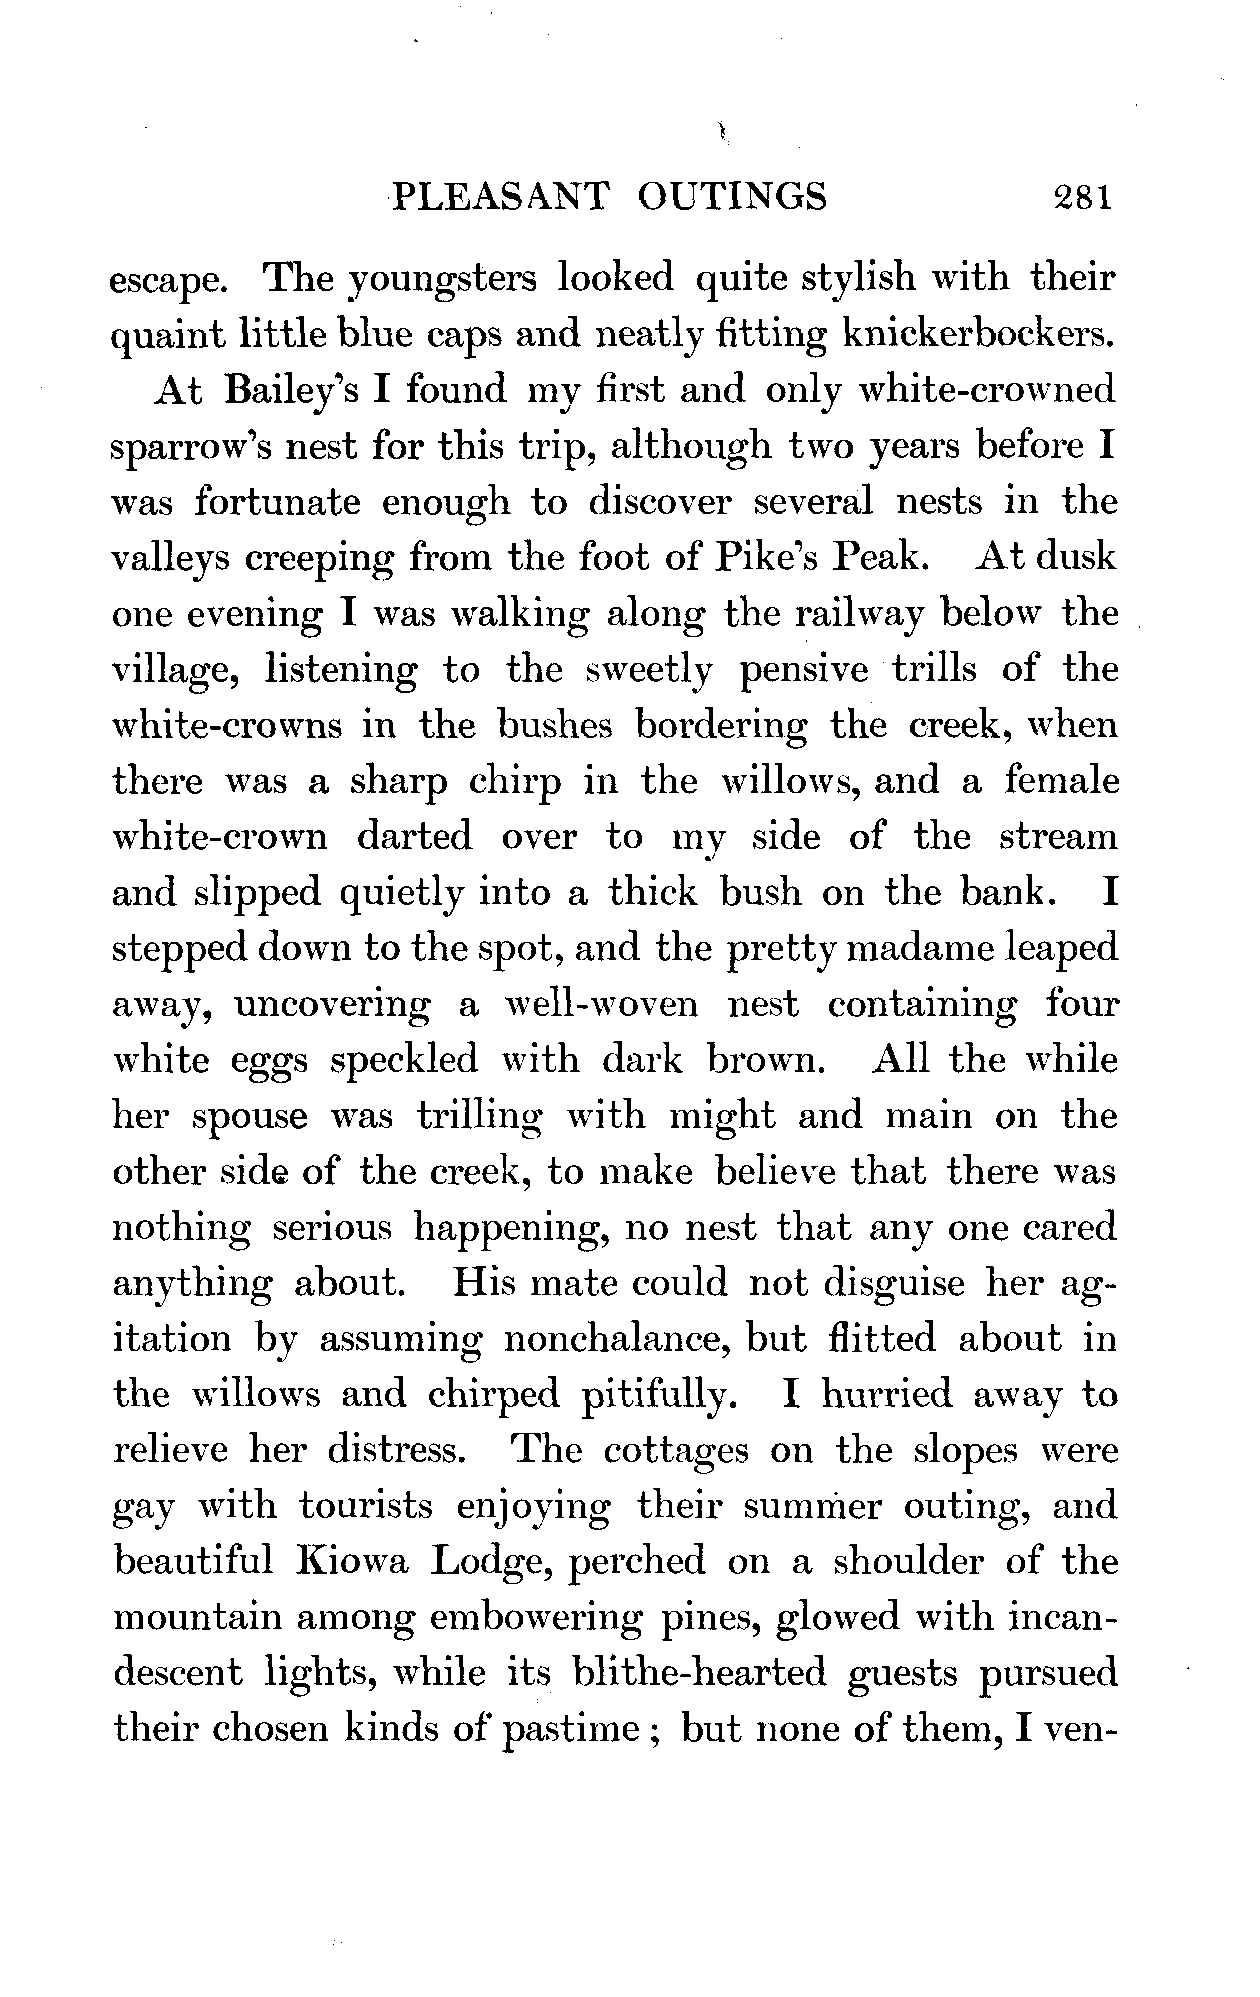 PLEASANT OUTINGS 281
escape. The youngsters looked quite stylish with their
quaint little blue caps and neatly fitting knickerbockers.
At Bailey's I found my first and only white-crowned
sparrow's nest for this trip, although two years before I
was fortunate enough to discover several nests in the
valleys creeping from the foot of Pike's Peak. At dusk
one evening I was walking along the railway below the
village, listening to the sweetly pensive trills of the
white-crowns in the bushes bordering the creek, when
there was a sharp chirp in the willows, and a female
white-crown darted over to my side of the stream
and slipped quietly into a thick bush on the bank. I
stepped down to the spot, and the pretty madame leaped
away, uncovering a well-woven nest containing four
white eggs speckled with dark brown. All the while
her spouse was trilling with might and main on the
other side of the creek, to make believe that there was
nothing serious happening, no nest that any one cared
anything about. His mate could not disguise her ag-
itation by assuming nonchalance, but flitted about in
the willows and chirped pitifully. I hurried away to
relieve her distress. The cottages on the slopes were
gay with tourists enjoying their summer outing, and
beautiful Kiowa Lodge, perched on a shoulder of the
mountain among embowering pines, glowed with incan-
descent lights, while its blithe-hearted guests pursued
their chosen kinds of pastime; but none of them, I ven-